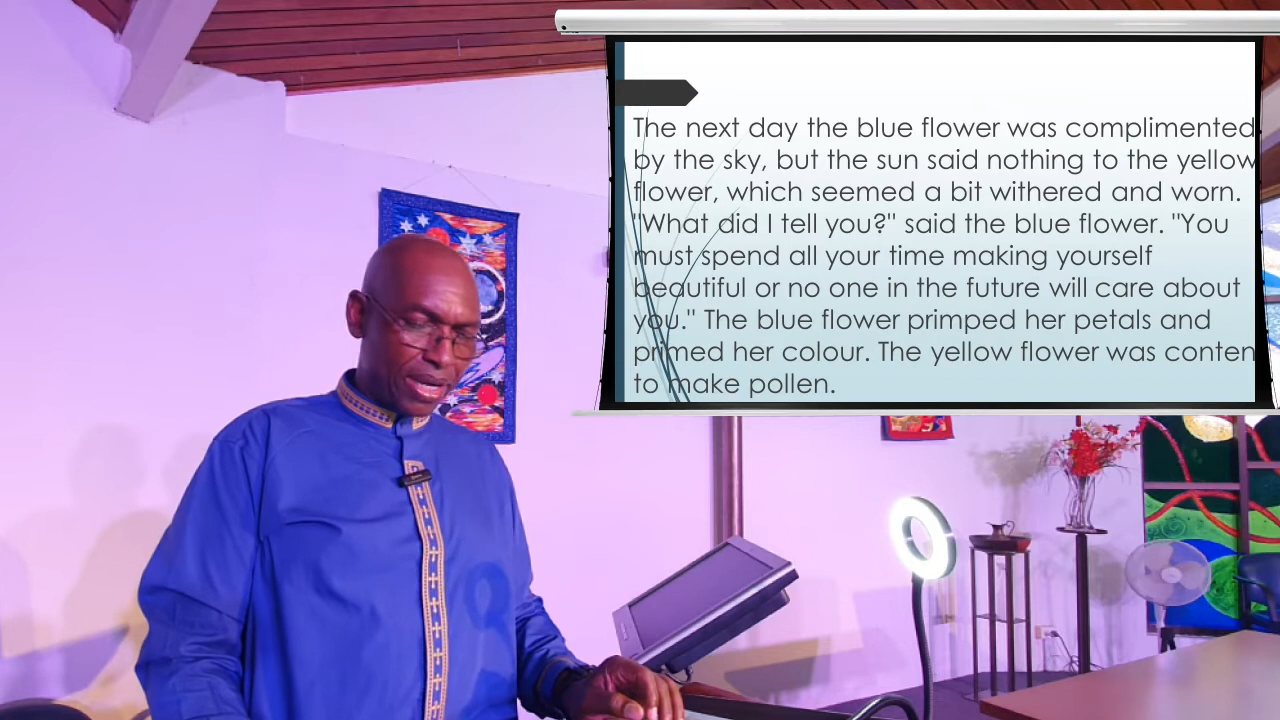 The next day the blue flower was complimented
by the sky, but the sun said nothing to the yellow
flower, which seemed a bit withered and worn.
"What did I tell you?" said the blue flower. "You
must spend all your time making yourself
beautiful or no one in the future will care about
you." The blue flower primped her petals and
primed her colour. The yellow flower was conten
to make pollen.